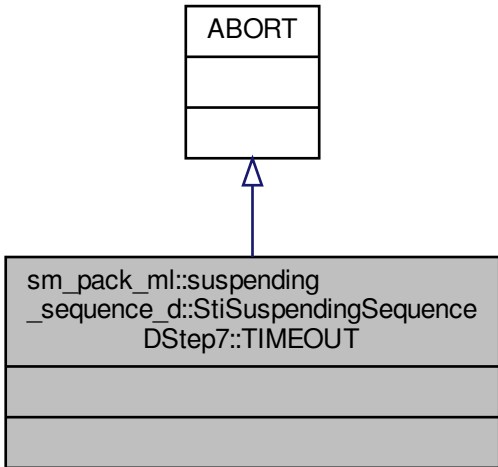 ABORT
sm_pack_ml::suspending
_sequence_d::StiSuspendingSequence
DStep7::TIMEOUT